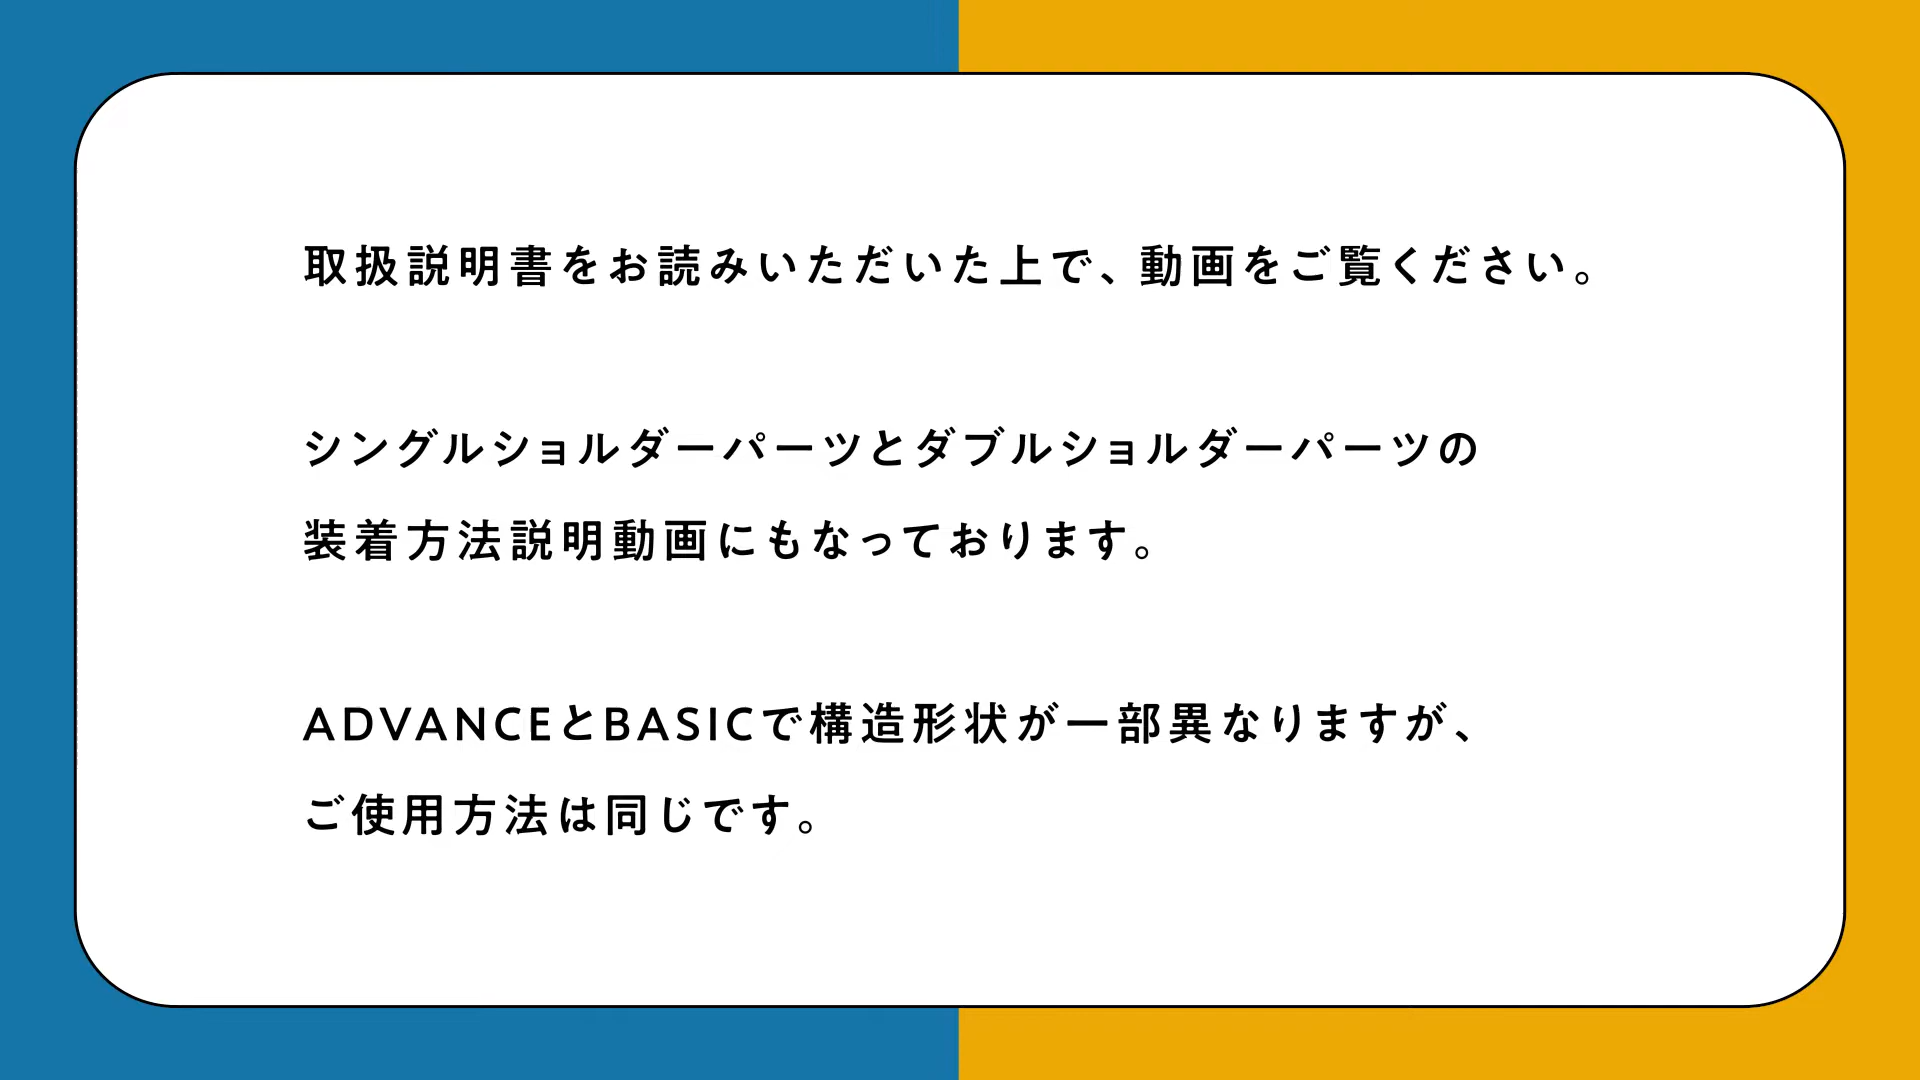 取扱説明書をお読みいただいた上で、動画をご覧ください。
シングルショルダーパーツとダブルショルダーパーツの
装着方法説明動画にもなっております。
ADVANCEとBASICで構造形状が一部異なりますが、
ご使用方法は同じです。